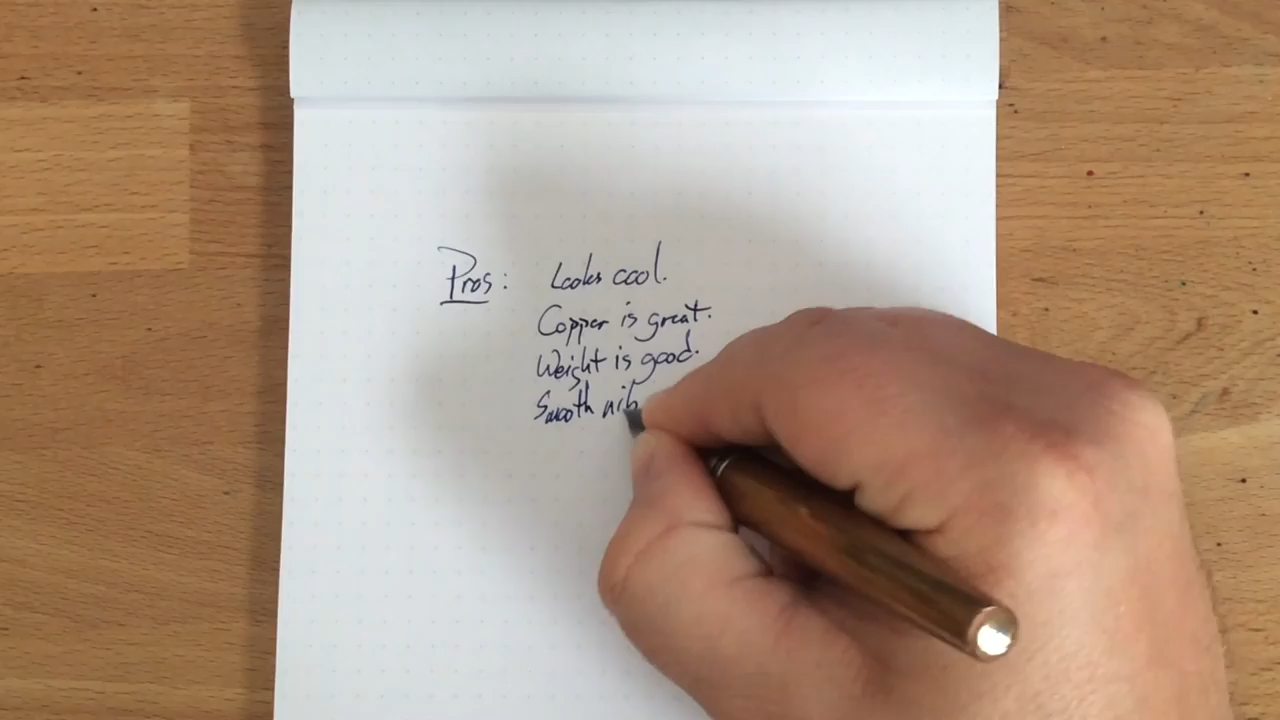 Pros: Looks cool.
Copper is great.
Weight is good.
Smooth nib